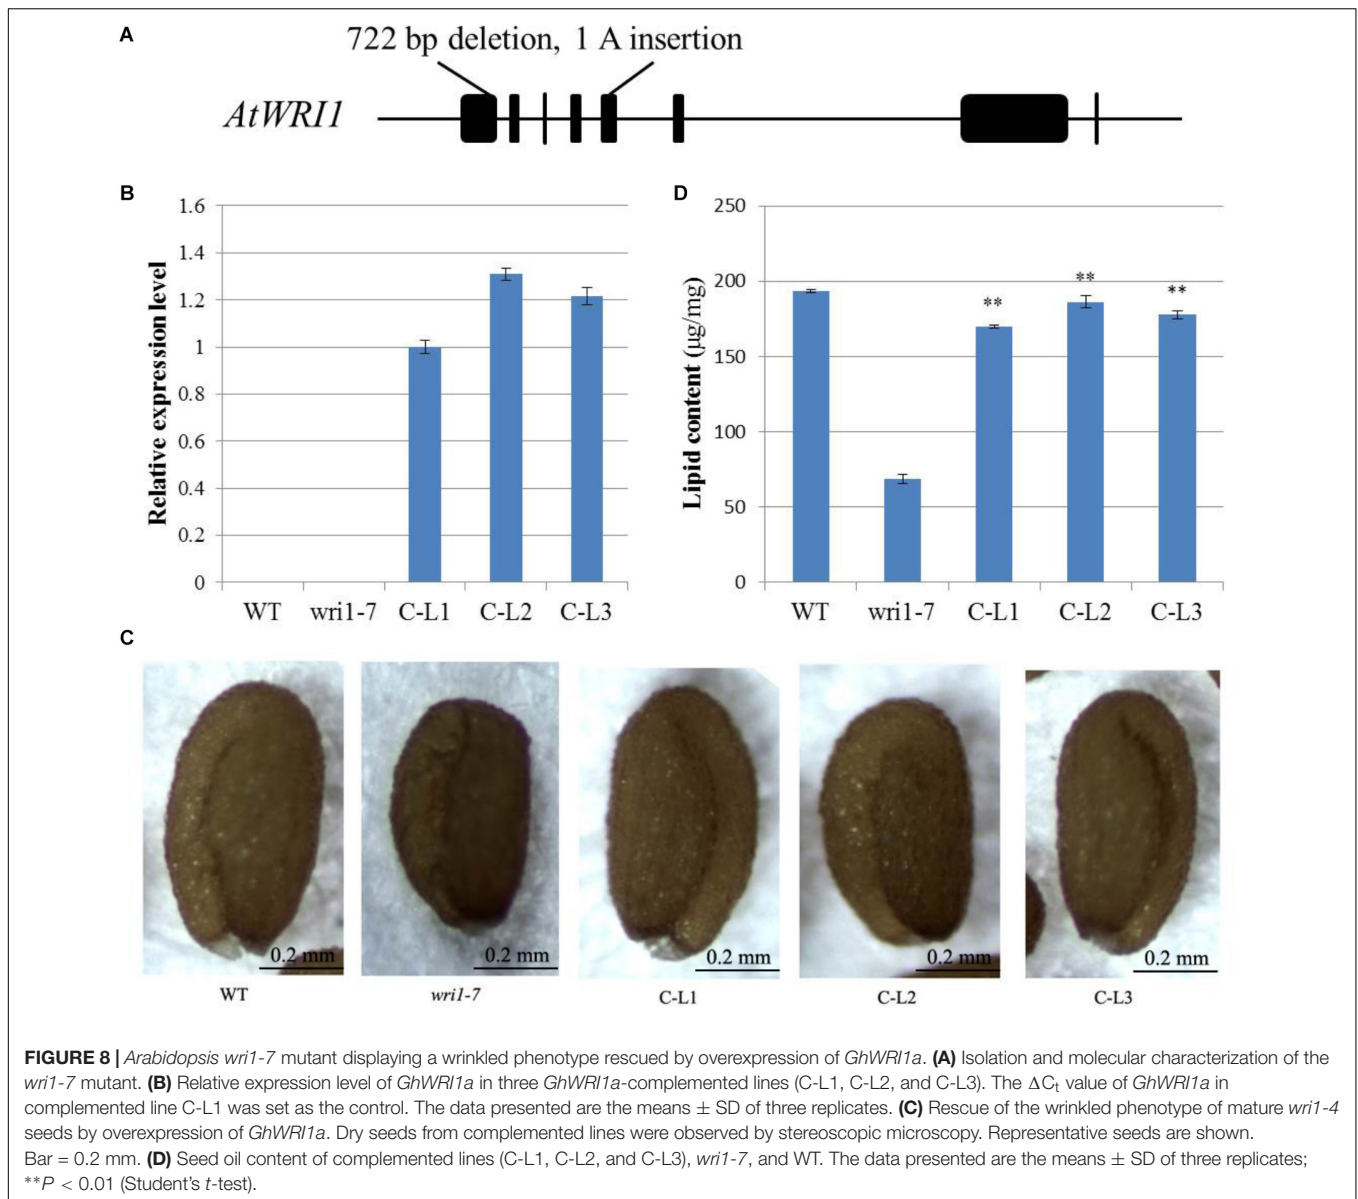 A
722 bp deletion, 1 A insertion
AtWRI1
B
Relative expression level
1.6
1.4
1.2
1
0.8
0.6
0.4
0.2
0
WT wri1-7 C-L1 C-L2 C-L3
D
Lipid content (µg/mg)
250
200
150
100
50
0
** ** **
WT wri1-7 C-L1 C-L2 C-L3
C
0.2 mm 0.2 mm 0.2 mm 0.2 mm 0.2 mm
WT wri1-7 C-L1 C-L2 C-L3
FIGURE 8 | Arabidopsis wri1-7 mutant displaying a wrinkled phenotype rescued by overexpression of GhWRI1a. (A) Isolation and molecular characterization of the
wri1-7 mutant. (B) Relative expression level of GhWRI1a in three GhWRI1a-complemented lines (C-L1, C-L2, and C-L3). The ΔCt value of GhWRI1a in
complemented line C-L1 was set as the control. The data presented are the means ± SD of three replicates. (C) Rescue of the wrinkled phenotype of mature wri1-4
seeds by overexpression of GhWRI1a. Dry seeds from complemented lines were observed by stereoscopic microscopy. Representative seeds are shown.
Bar = 0.2 mm. (D) Seed oil content of complemented lines (C-L1, C-L2, and C-L3), wri1-7, and WT. The data presented are the means ± SD of three replicates;
**P < 0.01 (Student's t-test).